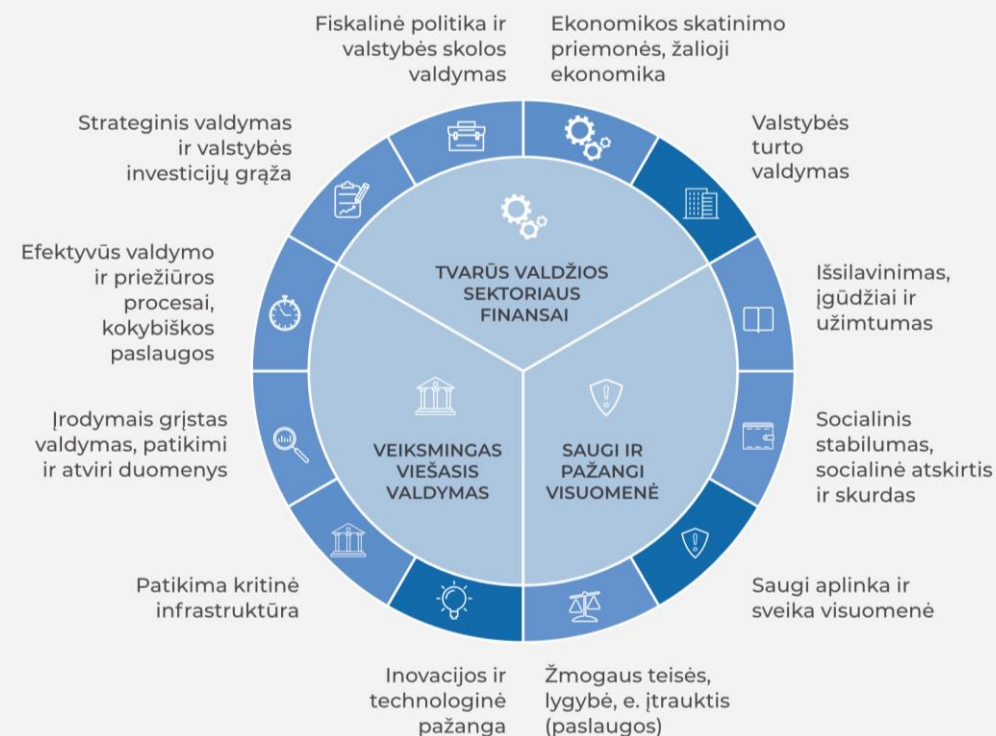 Fiskalinė politika ir
valstybės skolos
valdymas
Ekonomikos skatinimo
priemonės, žalioji
ekonomika
Strateginis valdymas
ir valstybės
investicijų grąža
Valstybės
turto
valdymas
Efektyvūs valdymo
ir priežiūros
procesai,
kokybiškos
paslaugos
TVARŪS VALDŽIOS
SEKTORIAUS
FINANSAI
Išsilavinimas,
įgūdžiai ir
užimtumas
Įrodymais grįstas
valdymas, patikimi
ir atviri duomenys
VEIKSMINGAS
VIEŠASIS
VALDYMAS
SAUGI IR
PAŽANGI
VISUOMENĖ
Socialinis
stabilumas,
socialinė atskirtis
ir skurdas
Patikima kritinė
infrastruktūra
Saugi aplinka ir
sveika visuomenė
Inovacijos ir
technologinė
pažanga
Žmogaus teisės,
lygybė, e. įtrauktis
(paslaugos)